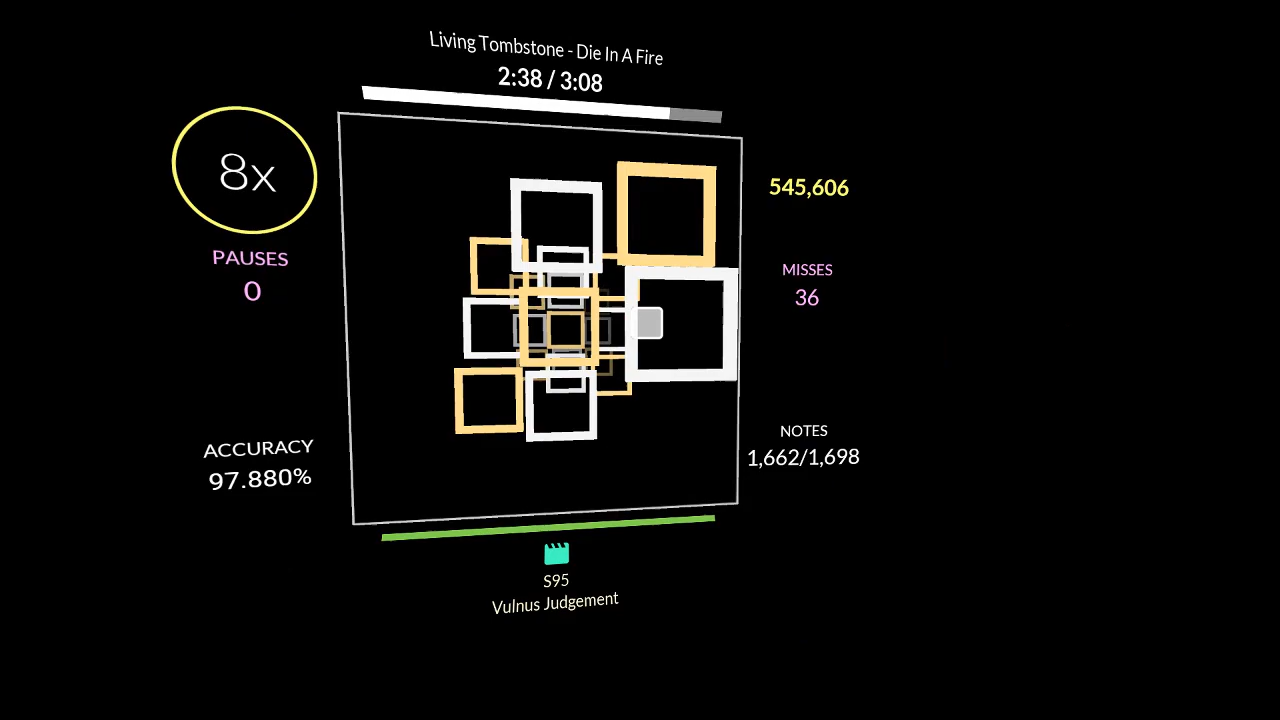 Living Tombstone - Die In A Fire
2:38 / 3:08
8x
PAUSES
0
ACCURACY
97.880%
545,606
MISSES
36
NOTES
1,662/1,698
S95
Vulnus Judgement